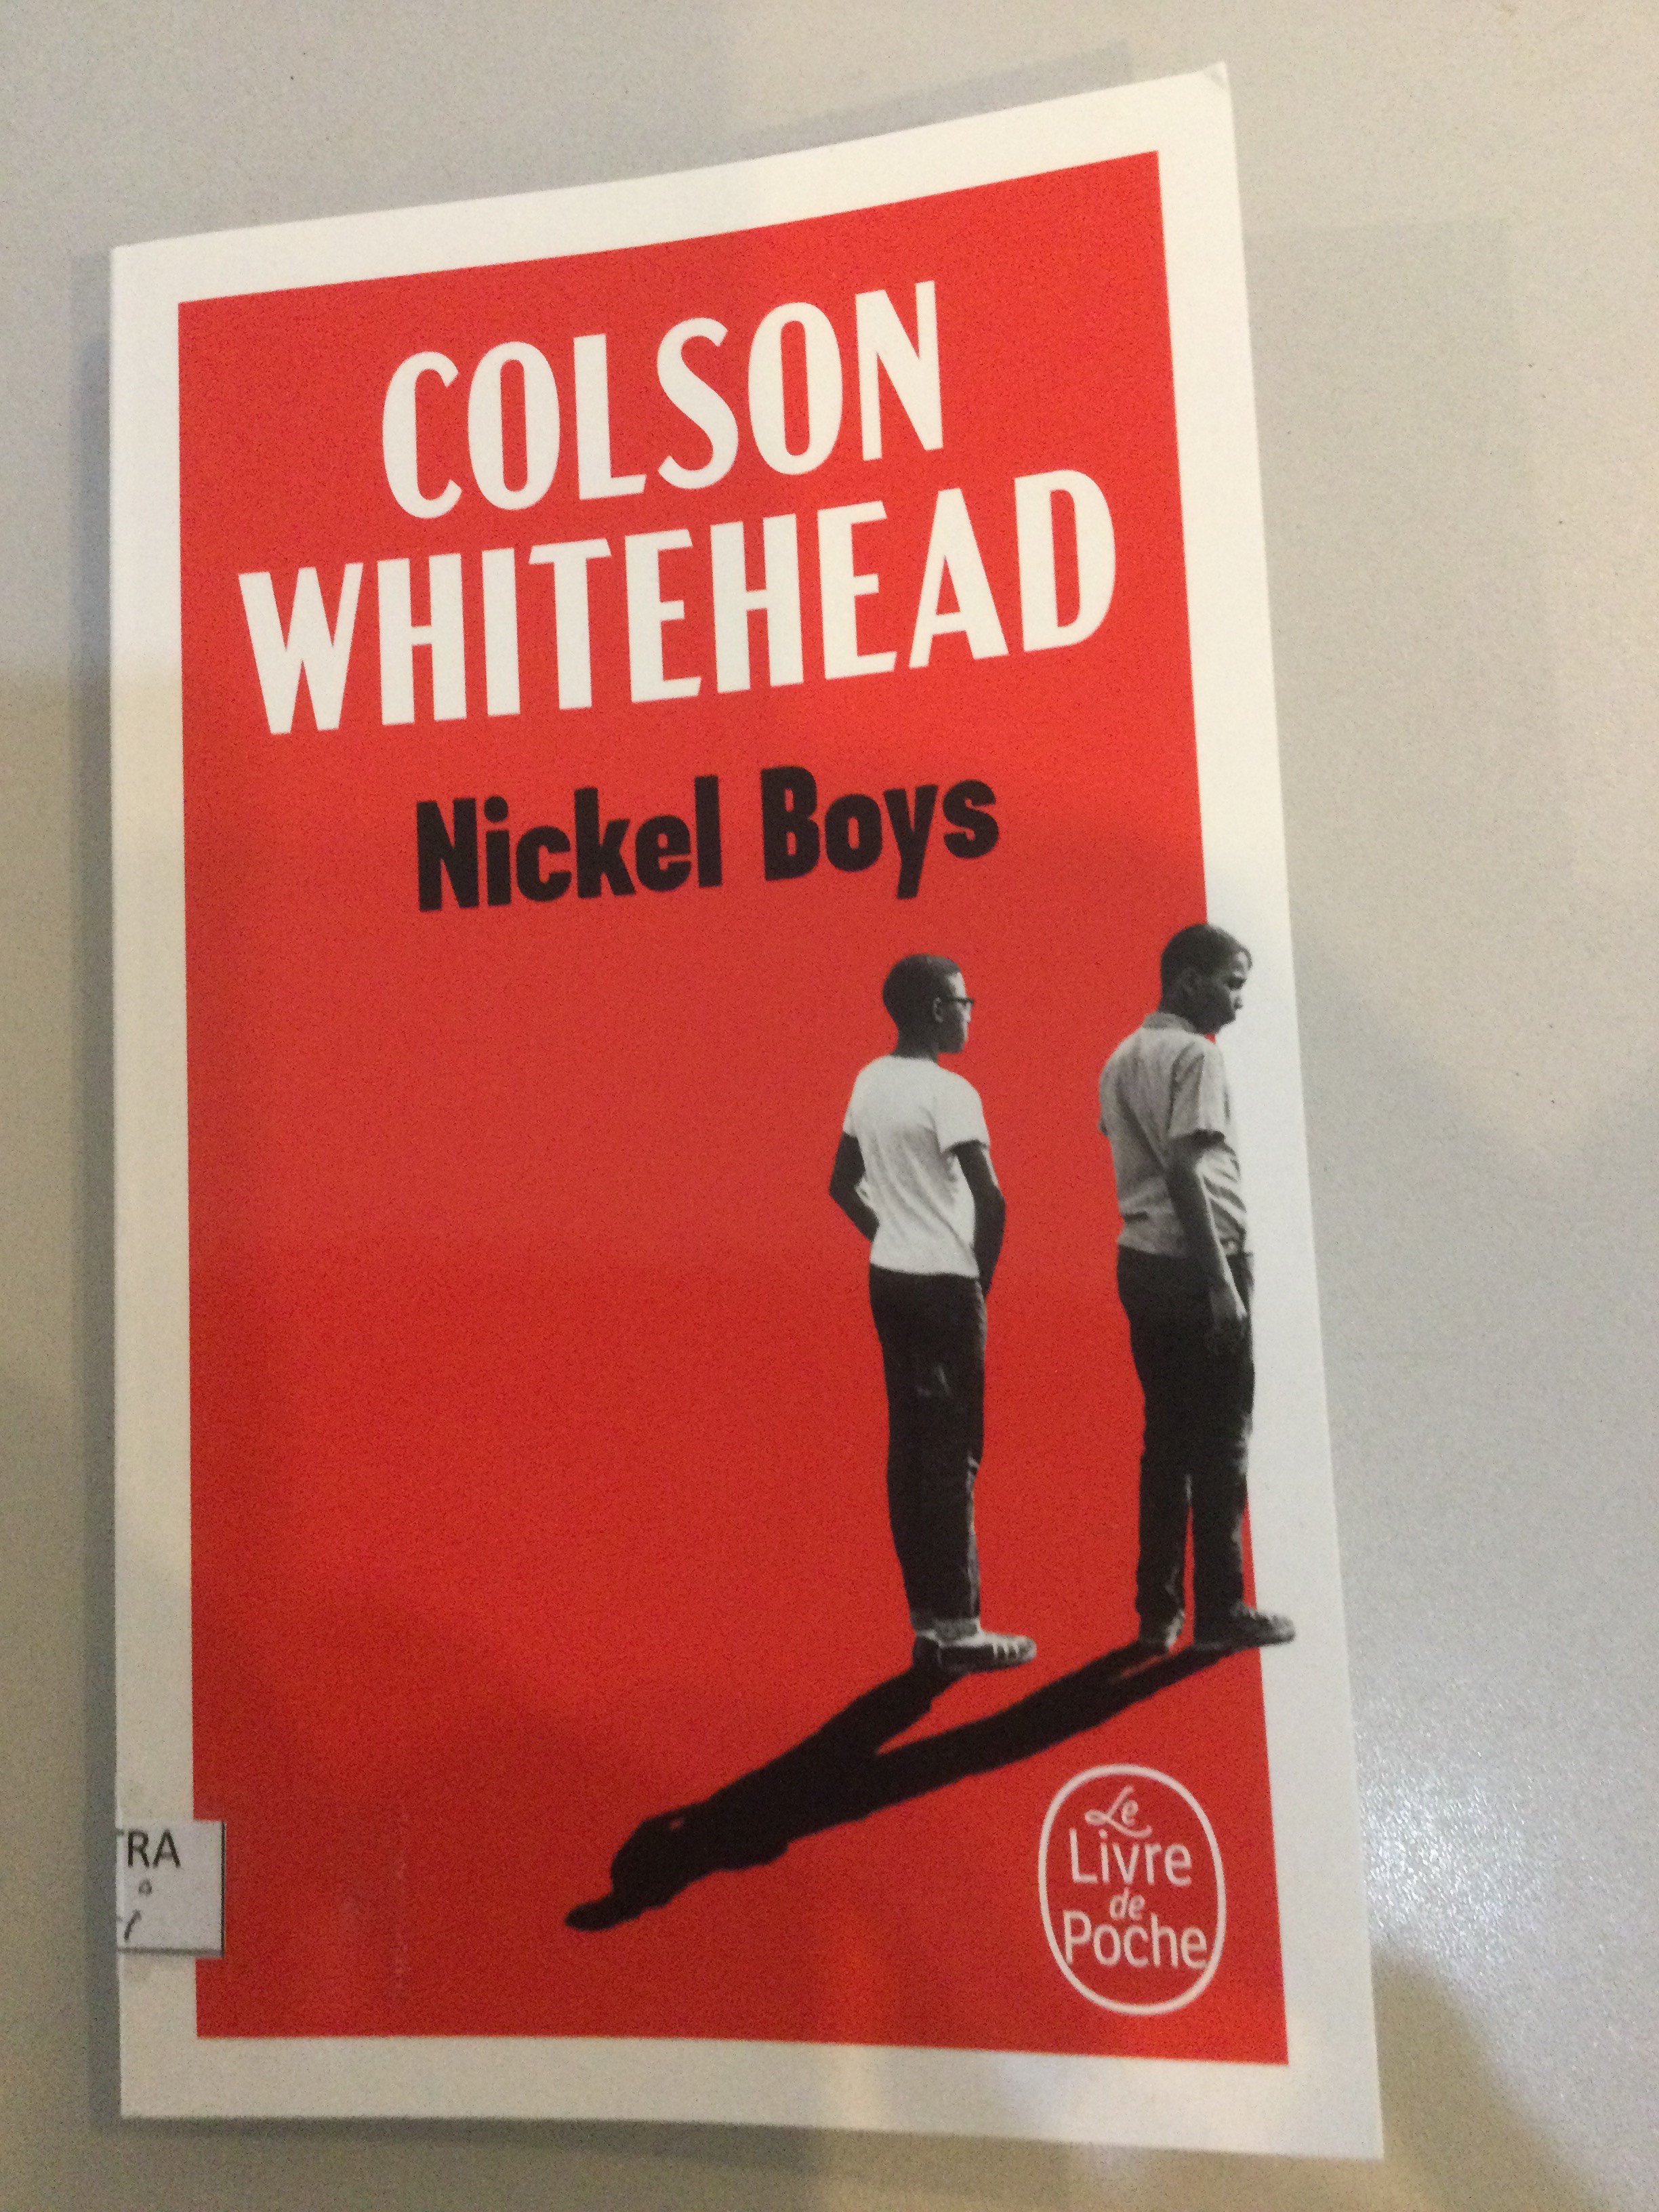 COLSON
WHITEHEAD
Nickel Boys
TRA
Le
Livre
de
Poche